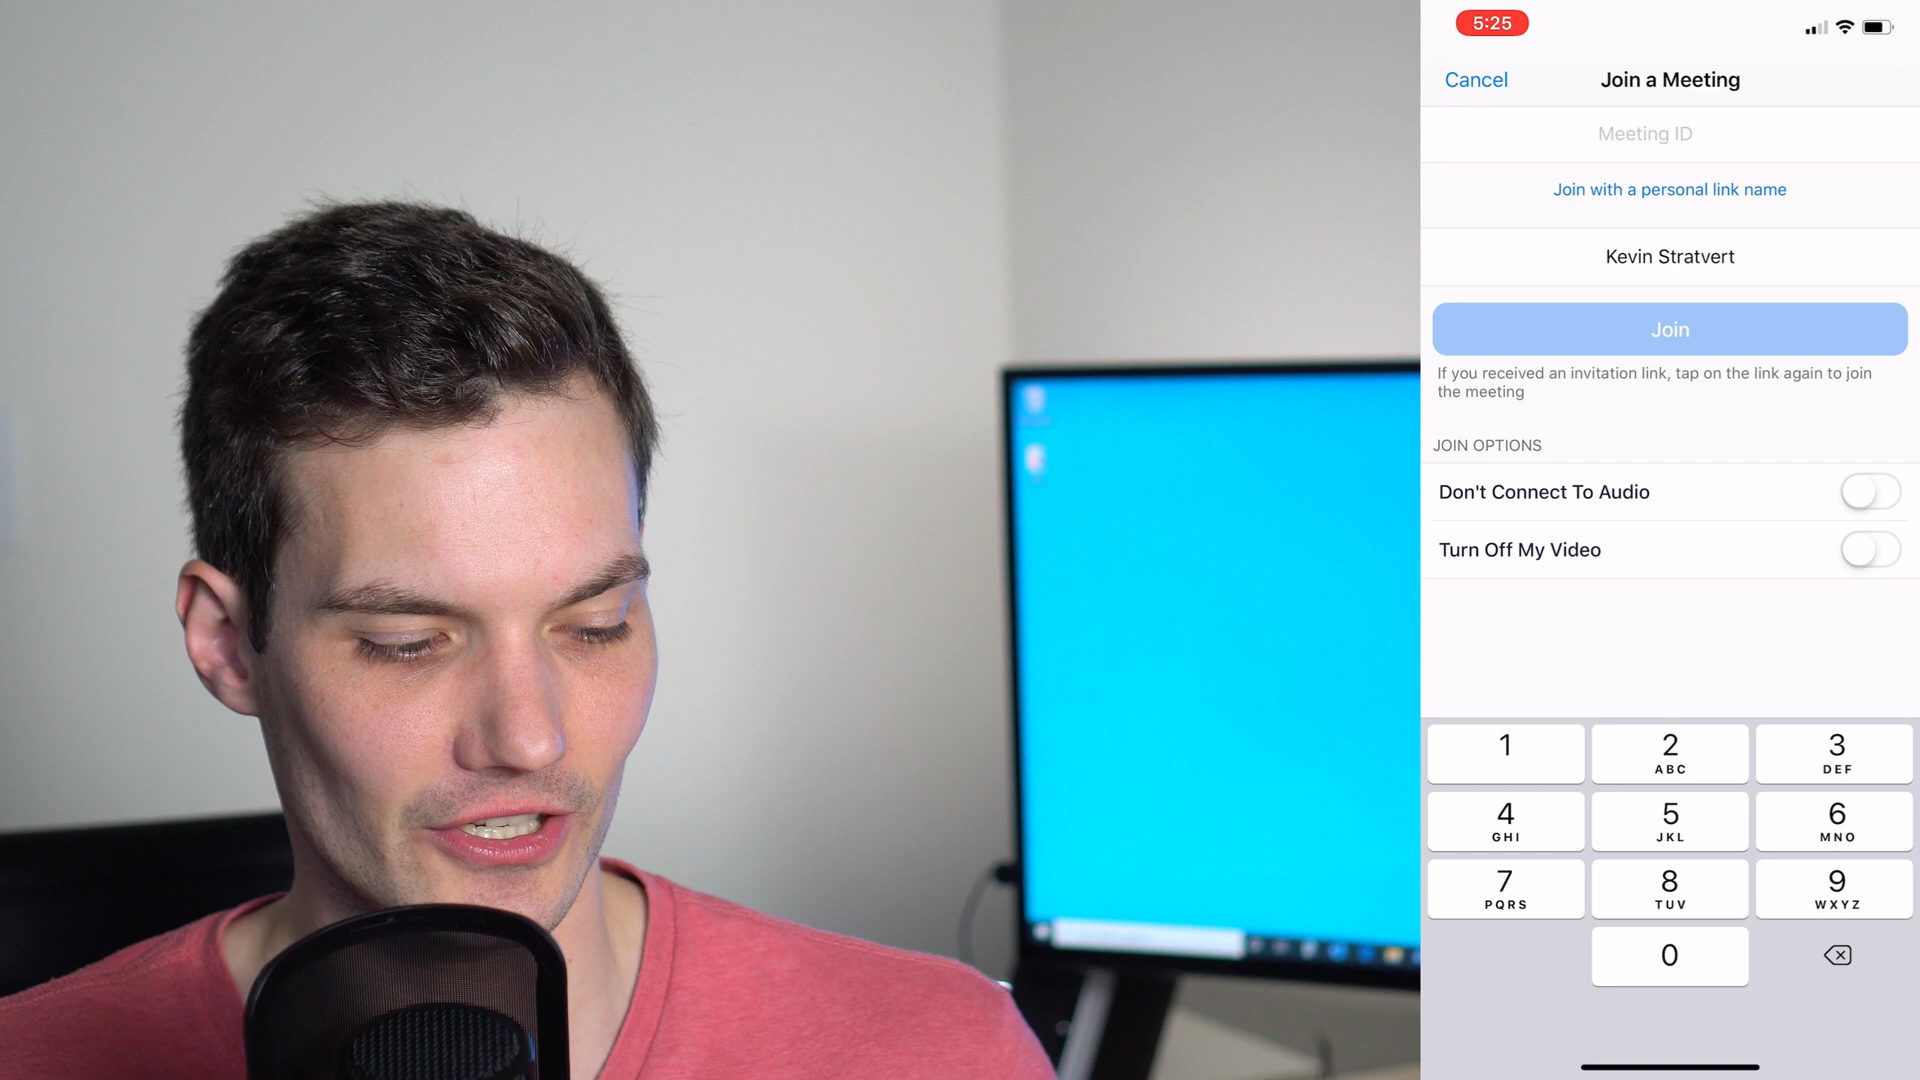 5:25
Cancel
Join a Meeting
Meeting ID
Join with a personal link name
Kevin Stratvert
Join
If you received an invitation link, tap on the link again to join
the meeting
JOIN OPTIONS
Don't Connect To Audio
Turn Off My Video
1
2
3
ABC
DEF
4
5
6
GHI
JKL
MNO
7
8
9
PQRS
TUV
WXYZ
0